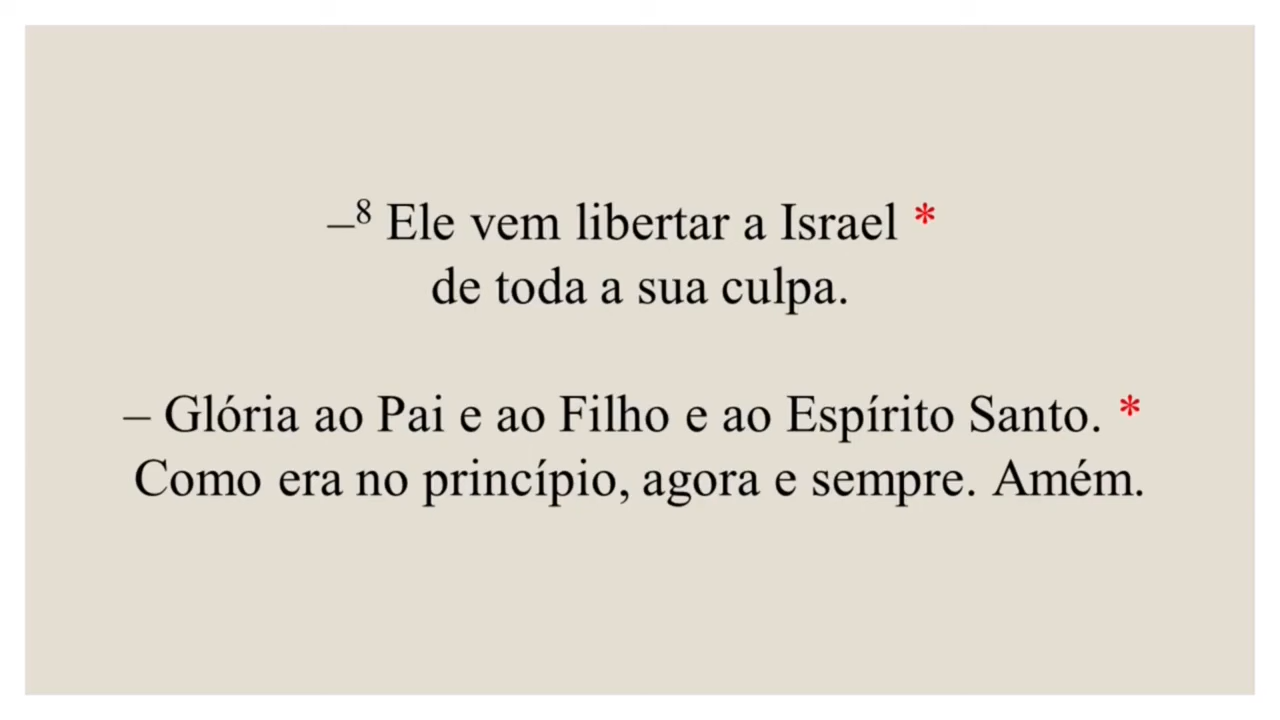 –⁸ Ele vem libertar a Israel *
de toda a sua culpa.
– Glória ao Pai e ao Filho e ao Espírito Santo. *
Como era no princípio, agora e sempre. Amém.